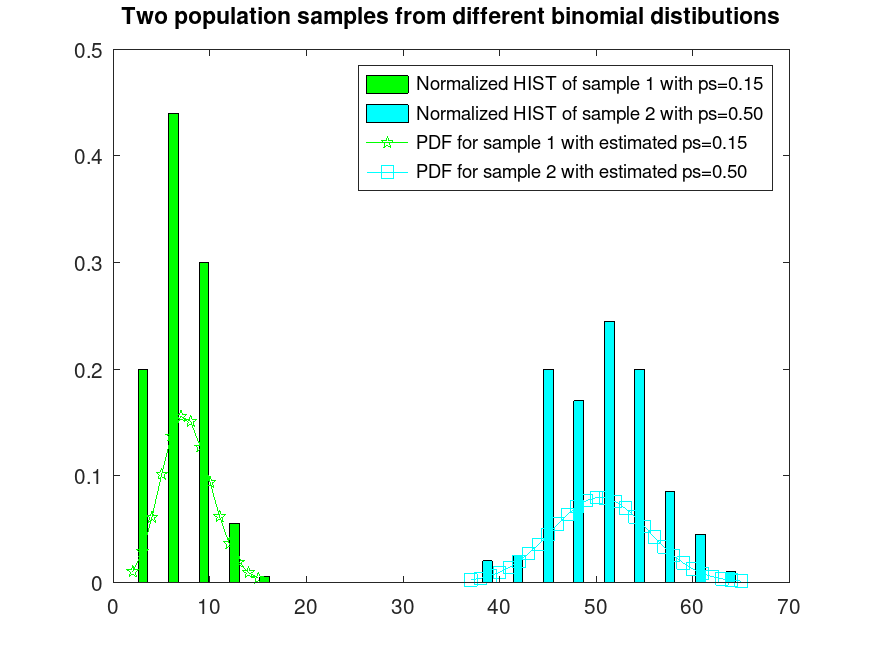 Two population samples from different binomial distibutions
0.5
Normalized HIST of sample 1 with ps=0.15
Normalized HIST of sample 2 with ps=0.50
PDF for sample 1 with estimated ps=0.15
PDF for sample 2 with estimated ps=0.50
0.4
0.3
0.2
0.1
0
0 10 20 30 40 50 60 70